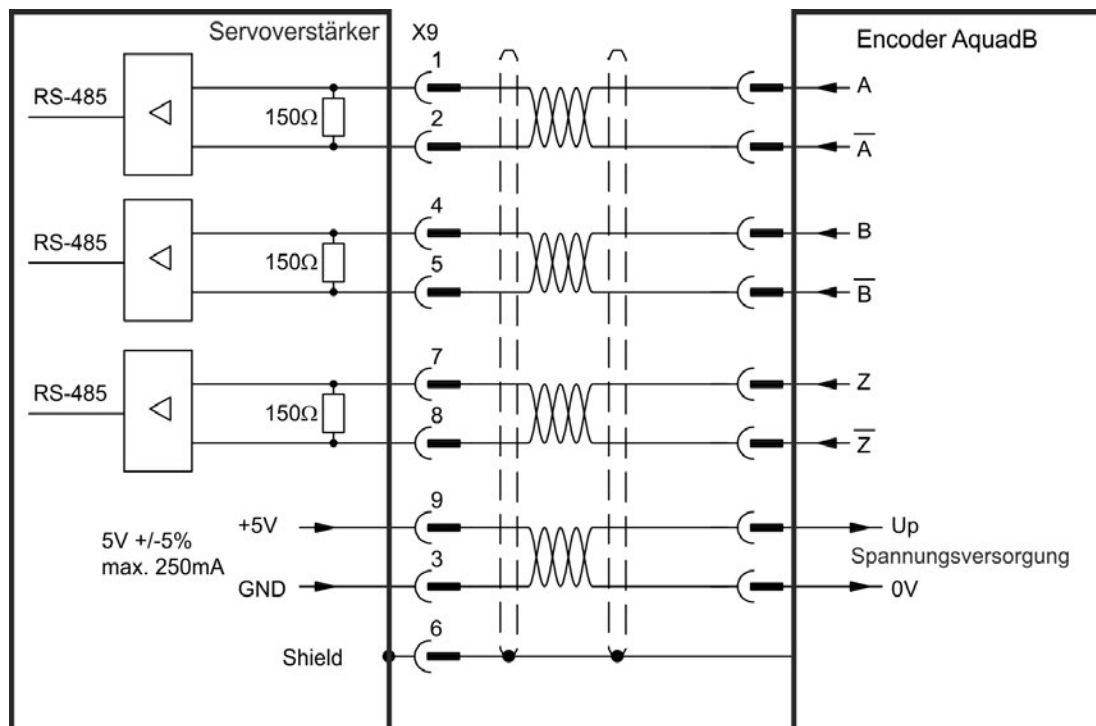 Servoverstärker
X9
Encoder AquadB
1
A
RS-485
150Ω
2
A̅
4
B
RS-485
150Ω
5
B̅
7
Z
RS-485
150Ω
8
Z̅
9
+5V
Up
5V +/-5%
max. 250mA
Spannungsversorgung
3
GND
0V
6
Shield